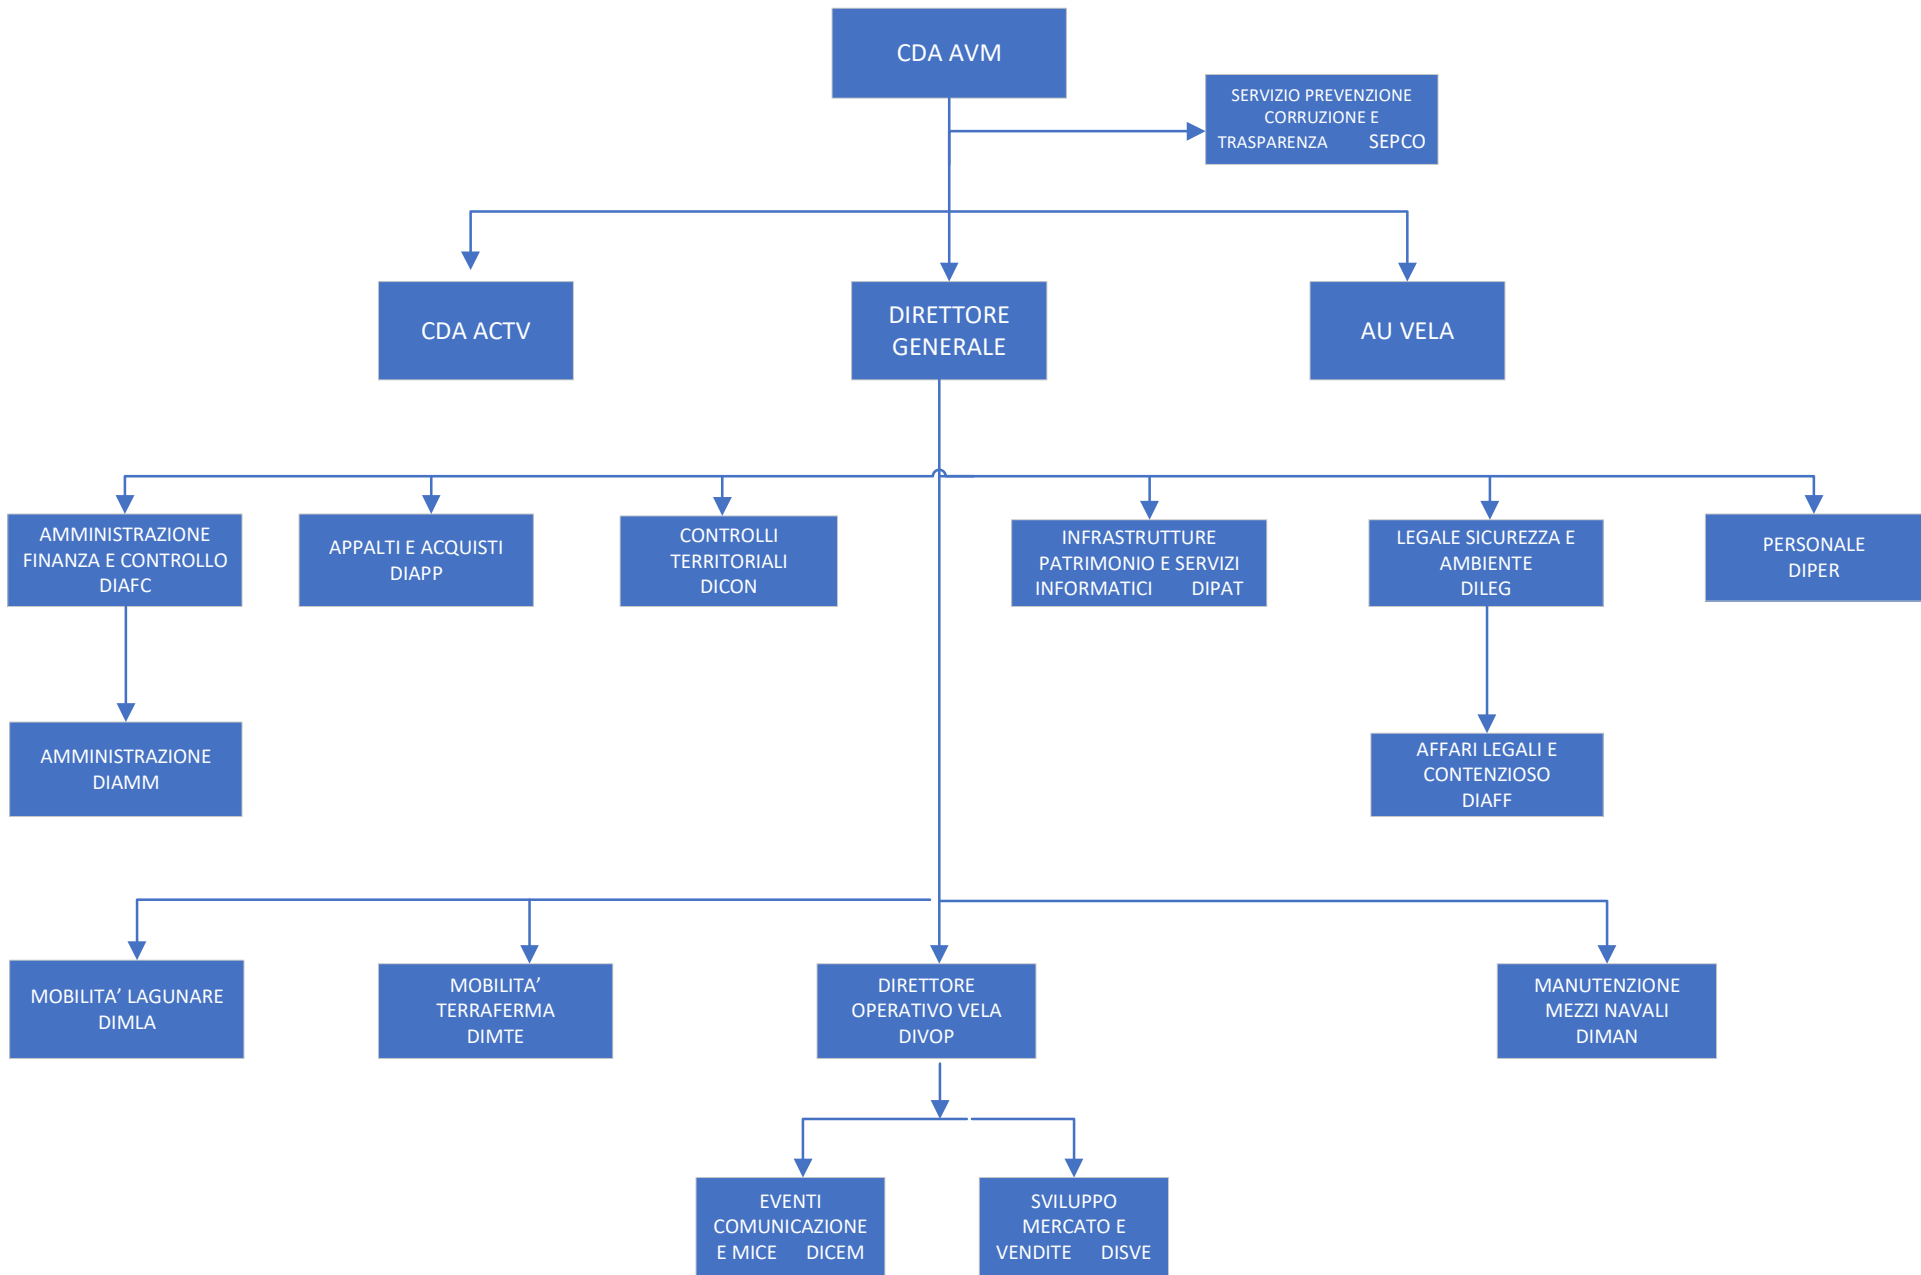 CDA AVM
SERVIZIO PREVENZIONE
CORRUZIONE E
TRASPARENZA SEPCO
CDA ACTV
DIRETTORE
GENERALE
AU VELA
AMMINISTRAZIONE
FINANZA E CONTROLLO
DIAFC
APPALTI E ACQUISTI
DIAPP
CONTROLLI
TERRITORIALI
DICON
INFRASTRUTTURE
PATRIMONIO E SERVIZI
INFORMATICI DIPAT
LEGALE SICUREZZA E
AMBIENTE
DILEG
PERSONALE
DIPER
AMMINISTRAZIONE
DIAMM
AFFARI LEGALI E
CONTENZIOSO
DIAFF
MOBILITA’ LAGUNARE
DIMLA
MOBILITA’
TERRAFERMA
DIMTE
DIRETTORE
OPERATIVO VELA
DIVOP
MANUTENZIONE
MEZZI NAVALI
DIMAN
EVENTI
COMUNICAZIONE
E MICE DICEM
SVILUPPO
MERCATO E
VENDITE DISVE